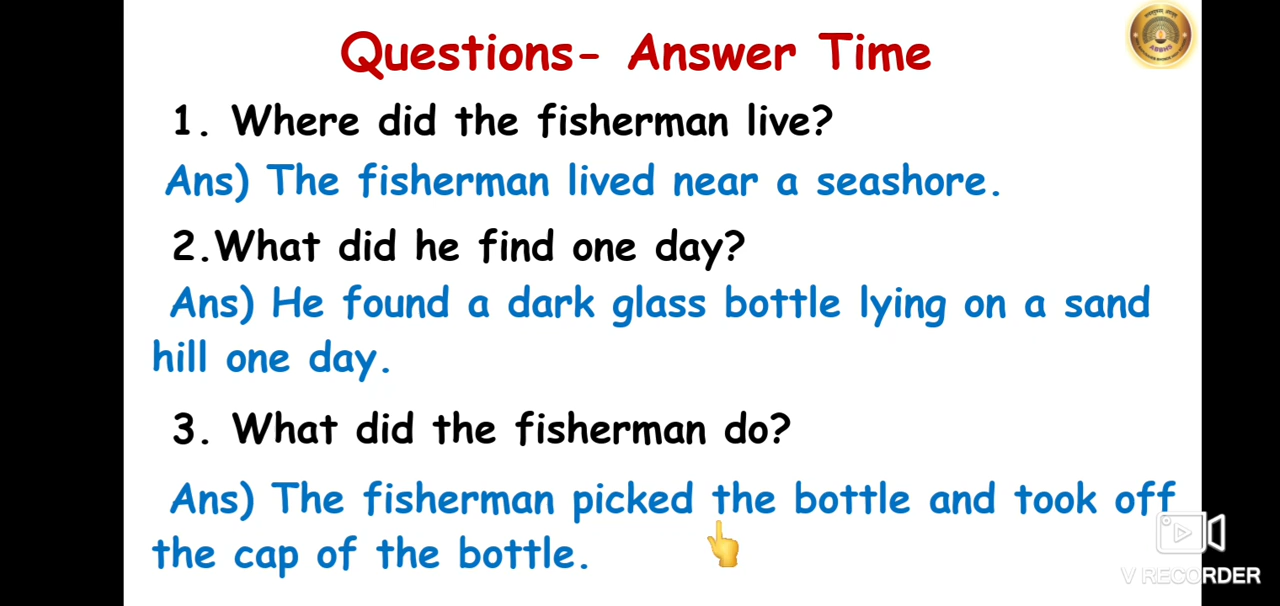 Questions- Answer Time
1. Where did the fisherman live?
Ans) The fisherman lived near a seashore.
2.What did he find one day?
Ans) He found a dark glass bottle lying on a sand
hill one day.
3. What did the fisherman do?
Ans) The fisherman picked the bottle and took off
the cap of the bottle.
V RECORDER